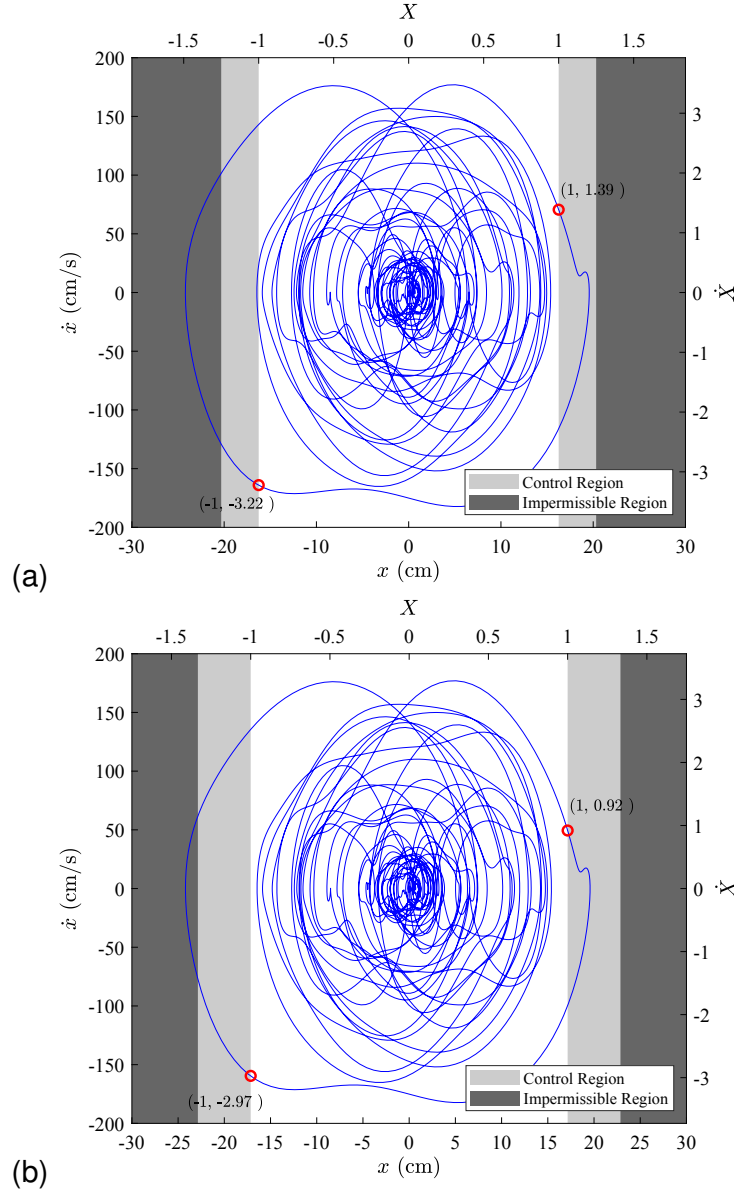 X
-1.5 -1 -0.5 0 0.5 1 1.5
200
150
100
50
0
-50
-100
-150
-200
ẋ (cm/s)
3
2
1
0
-1
-2
-3
Ẋ
(1, 1.39 )
(-1, -3.22 )
Control Region
Impermissible Region
-30 -20 -10 0 10 20 30
x (cm)
(a)
X
-1.5 -1 -0.5 0 0.5 1 1.5
200
150
100
50
0
-50
-100
-150
-200
ẋ (cm/s)
3
2
1
0
-1
-2
-3
Ẋ
(1, 0.92 )
(-1, -2.97 )
Control Region
Impermissible Region
-30 -25 -20 -15 -10 -5 0 5 10 15 20 25 30
x (cm)
(b)